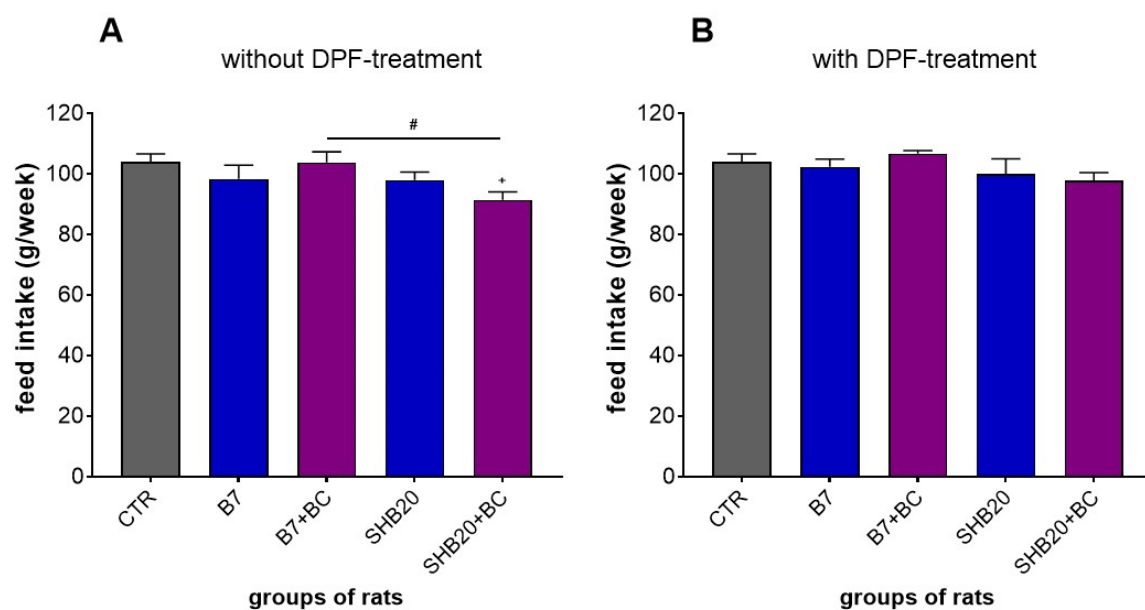 A
without DPF-treatment
feed intake (g/week)
120
100
80
60
40
20
0
#
+
CTR
B7
B7+BC
SHB20
SHB20+BC
groups of rats
B
with DPF-treatment
feed intake (g/week)
120
100
80
60
40
20
0
CTR
B7
B7+BC
SHB20
SHB20+BC
groups of rats